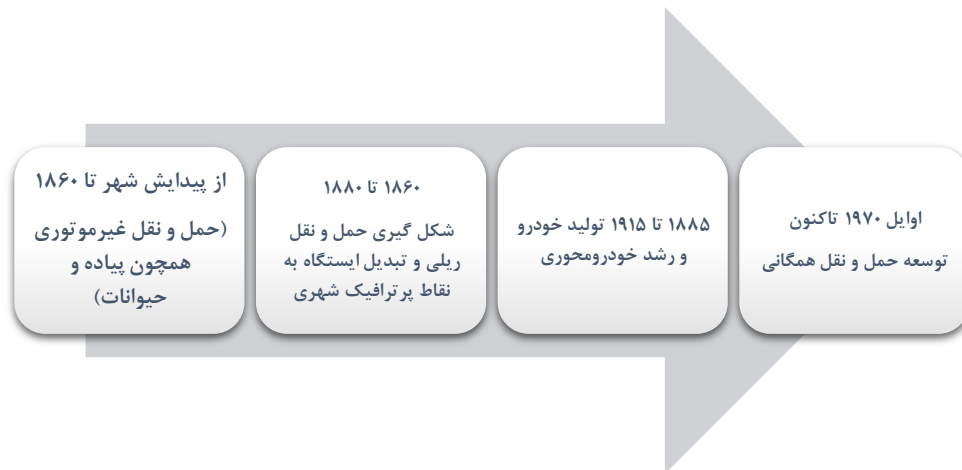 از پیدایش شهر تا ۱۸۶۰
(حمل و نقل غیرموتوری
همچون پیاده و
حیوانات)
۱۸۶۰ تا ۱۸۸۰
شکل گیری حمل و نقل
ریلی و تبدیل ایستگاه به
نقاط پرترافیک شهری
۱۸۸۵ تا ۱۹۱۵ تولید خودرو
و رشد خودرومحوری
اوایل ۱۹۷۰ تاکنون
توسعه حمل و نقل همگانی